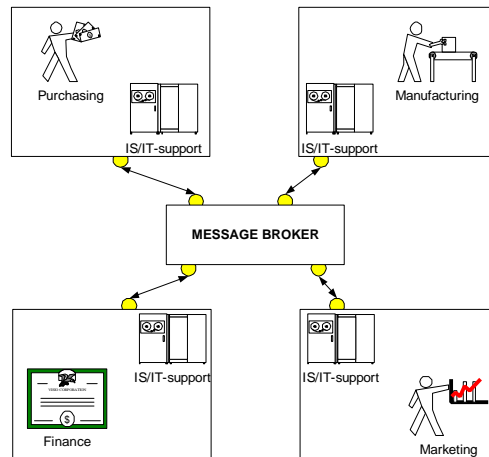 Purchasing
IS/IT-support
Manufacturing
IS/IT-support
MESSAGE BROKER
IS/IT-support
Finance
$
IS/IT-support
Marketing